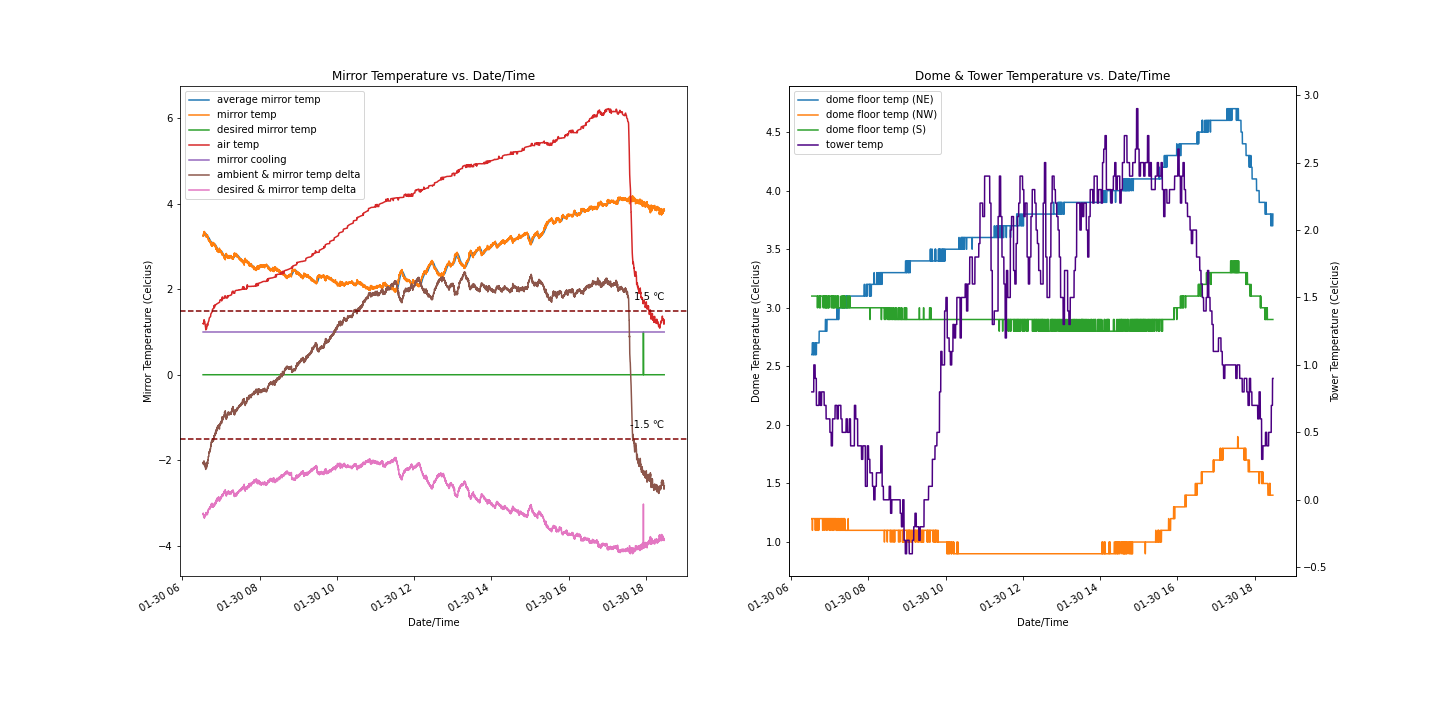 Mirror Temperature vs. Date/Time
average mirror temp
mirror temp
desired mirror temp
air temp
mirror cooling
ambient & mirror temp delta
desired & mirror temp delta
6
4
2
0
−2
−4
1.5 °C
-1.5 °C
Mirror Temperature (Celcius)
01-30 06
01-30 08
01-30 10
01-30 12
01-30 14
01-30 16
01-30 18
Date/Time
Dome & Tower Temperature vs. Date/Time
dome floor temp (NE)
dome floor temp (NW)
dome floor temp (S)
tower temp
4.5
4.0
3.5
3.0
2.5
2.0
1.5
1.0
Dome Temperature (Celcius)
3.0
2.5
2.0
1.5
1.0
0.5
0.0
−0.5
Tower Temperature (Celcius)
01-30 06
01-30 08
01-30 10
01-30 12
01-30 14
01-30 16
01-30 18
Date/Time